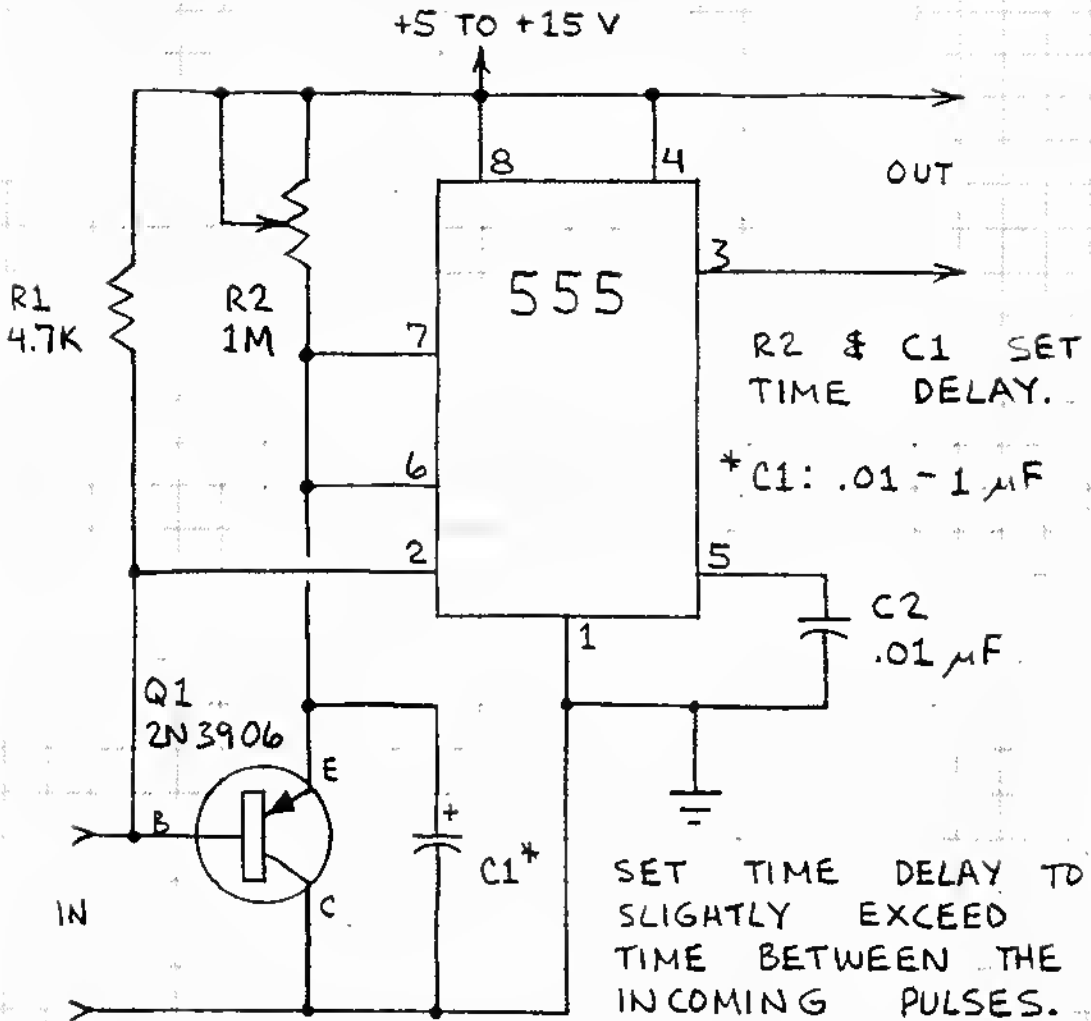 +5 TO +15 V
8
4
OUT
3
555
R1
4.7K
R2
1M
7
R2 & C1 SET
TIME DELAY.
6
*C1: .01 - 1 µF
2
5
C2
.01 µF
1
Q1
2N3906
E
B
+
C1*
C
IN
SET TIME DELAY TO
SLIGHTLY EXCEED
TIME BETWEEN THE
INCOMING PULSES.